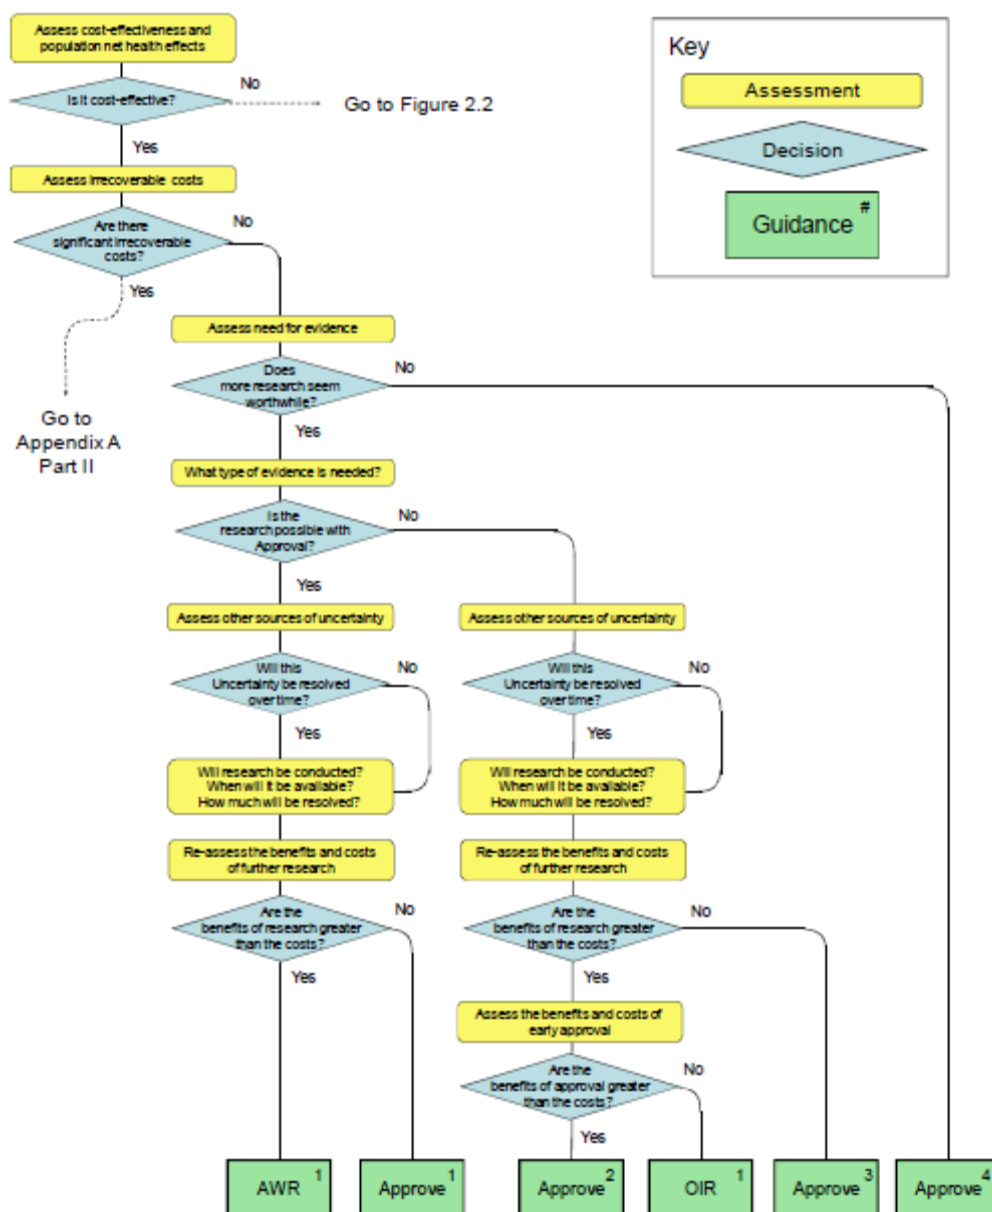 Assess cost-effectiveness and
population net health effects
Is it cost-effective?
No
Go to Figure 2.2
Yes
Assess irrecoverable costs
Are there
significant irrecoverable
costs?
No
Yes
Go to
Appendix A
Part II
Key
Assessment
Decision
Guidance #
Assess need for evidence
Does
more research seem
worthwhile?
No
Yes
What type of evidence is needed?
Is the
research possible with
Approval?
No
Yes
Assess other sources of uncertainty
Will this
Uncertainty be resolved
over time?
No
Yes
Will research be conducted?
When will it be available?
How much will be resolved?
Re-assess the benefits and costs
of further research
Are the
benefits of research greater
than the costs?
No
Yes
Assess other sources of uncertainty
Will this
Uncertainty be resolved
over time?
No
Yes
Will research be conducted?
When will it be available?
How much will be resolved?
Re-assess the benefits and costs
of further research
Are the
benefits of research greater
than the costs?
No
Yes
Assess the benefits and costs of
early approval
Are the
benefits of approval greater
than the costs?
No
Yes
AWR 1
Approve 1
Approve 2
OIR 1
Approve 3
Approve 4